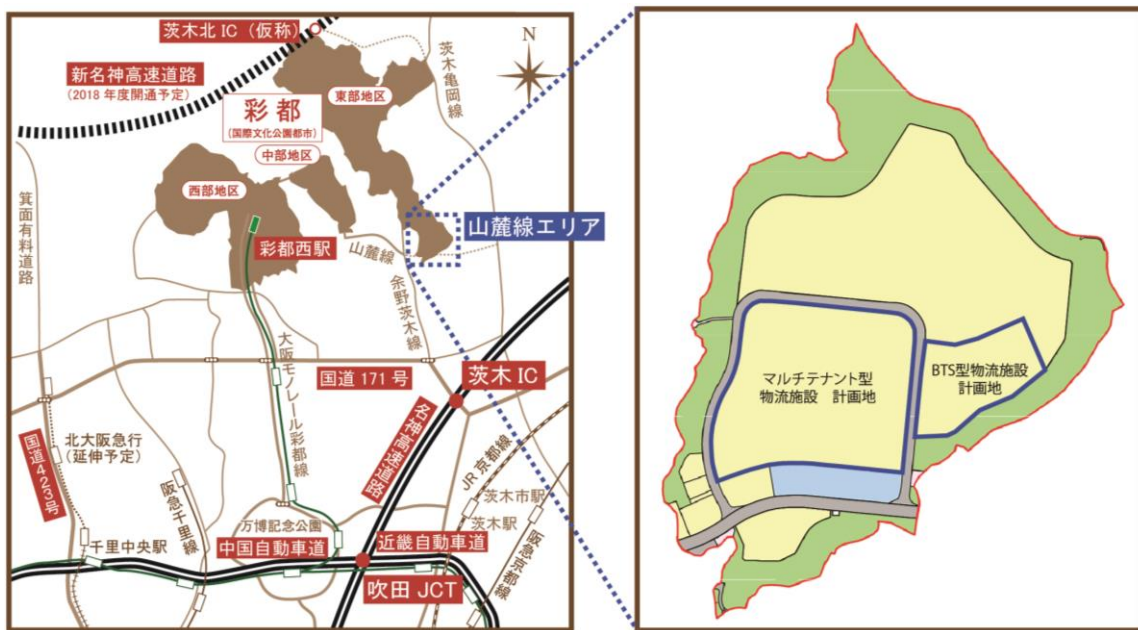 茨木北IC（仮称）
N
新名神高速道路
（2018年度開通予定）
彩都
（国際文化公園都市）
東部地区
茨木亀岡線
中部地区
西部地区
箕面有料道路
彩都西駅
山麓線
山麓線エリア
余野茨木線
大阪モノレール彩都線
国道171号
茨木IC
名神高速道路
国道423号
北大阪急行
（延伸予定）
阪急千里線
JR京都線
茨木市駅
茨木駅
阪急京都線
万博記念公園
千里中央駅
中国自動車道
近畿自動車道
吹田JCT
マルチテナント型
物流施設 計画地
BTS型物流施設
計画地